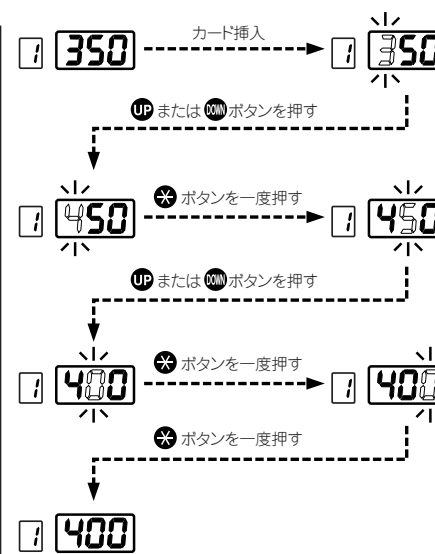 1 350 カード挿入 1 350
UP または DOWN ボタンを押す
1 450 ✻ ボタンを一度押す 1 450
UP または DOWN ボタンを押す
1 400 ✻ ボタンを一度押す 1 400
✻ ボタンを一度押す
1 400